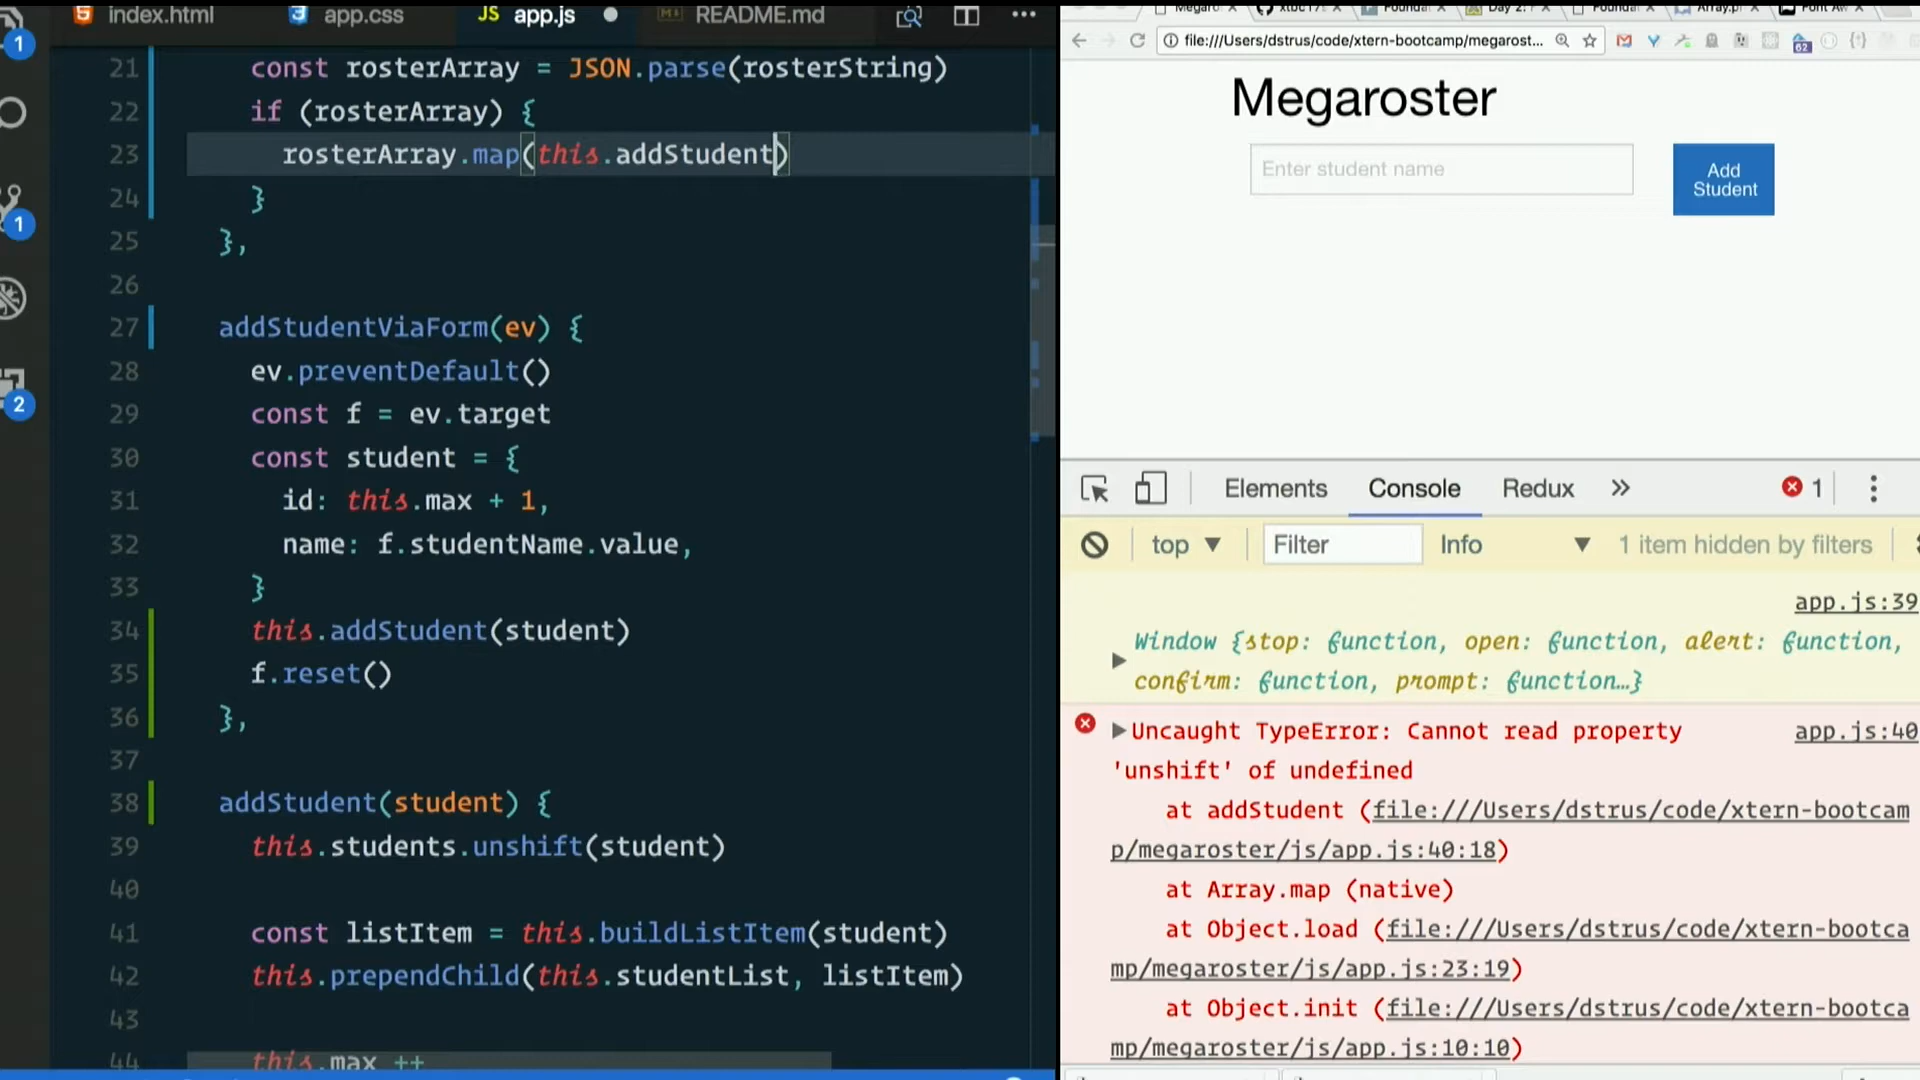 index.html
app.css
JS app.js
README.md
1
1
2
21 const rosterArray = JSON.parse(rosterString)
22 if (rosterArray) {
23 rosterArray.map(this.addStudent)
24 }
25 },
26
27 addStudentViaForm(ev) {
28 ev.preventDefault()
29 const f = ev.target
30 const student = {
31 id: this.max + 1,
32 name: f.studentName.value,
33 }
34 this.addStudent(student)
35 f.reset()
36 },
37
38 addStudent(student) {
39 this.students.unshift(student)
40
41 const listItem = this.buildListItem(student)
42 this.prependChild(this.studentList, listItem)
43
44 this.max ++
file:///Users/dstrus/code/xtern-bootcamp/megarost...
62
Megaroster
Enter student name
Add
Student
Elements
Console
Redux
1
top
Filter
Info
1 item hidden by filters
app.js:39
Window {stop: function, open: function, alert: function,
confirm: function, prompt: function…}
Uncaught TypeError: Cannot read property
app.js:40
'unshift' of undefined
at addStudent (file:///Users/dstrus/code/xtern-bootcam
p/megaroster/js/app.js:40:18)
at Array.map (native)
at Object.load (file:///Users/dstrus/code/xtern-bootca
mp/megaroster/js/app.js:23:19)
at Object.init (file:///Users/dstrus/code/xtern-bootca
mp/megaroster/js/app.js:10:10)